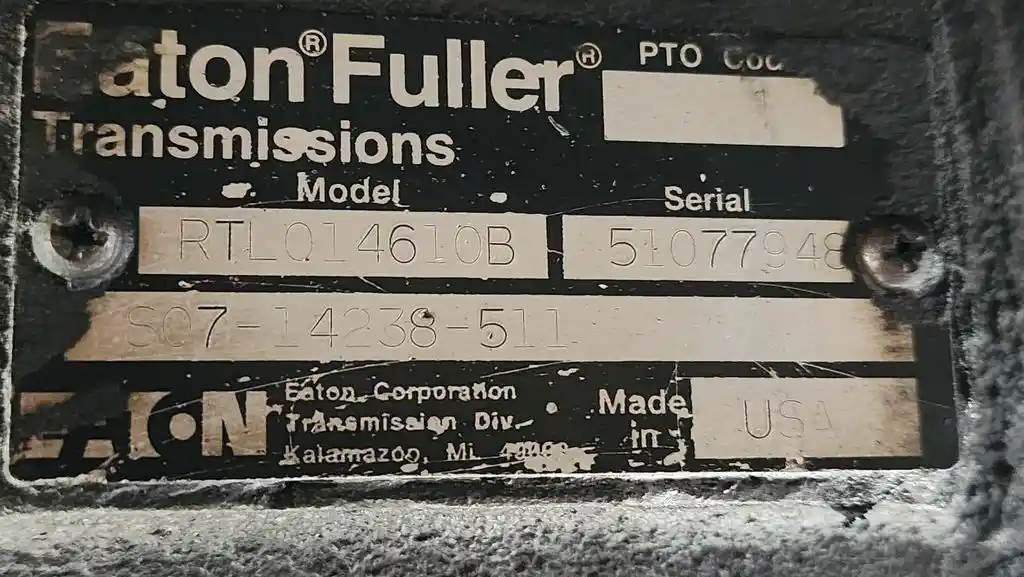 Eaton® Fuller®
Transmissions
PTO Cod
Model
Serial
RTLO14610B
51077948
S07-14238-511
EATON
Eaton Corporation
Transmission Div.
Kalamazoo, Mi.
Made
in
USA